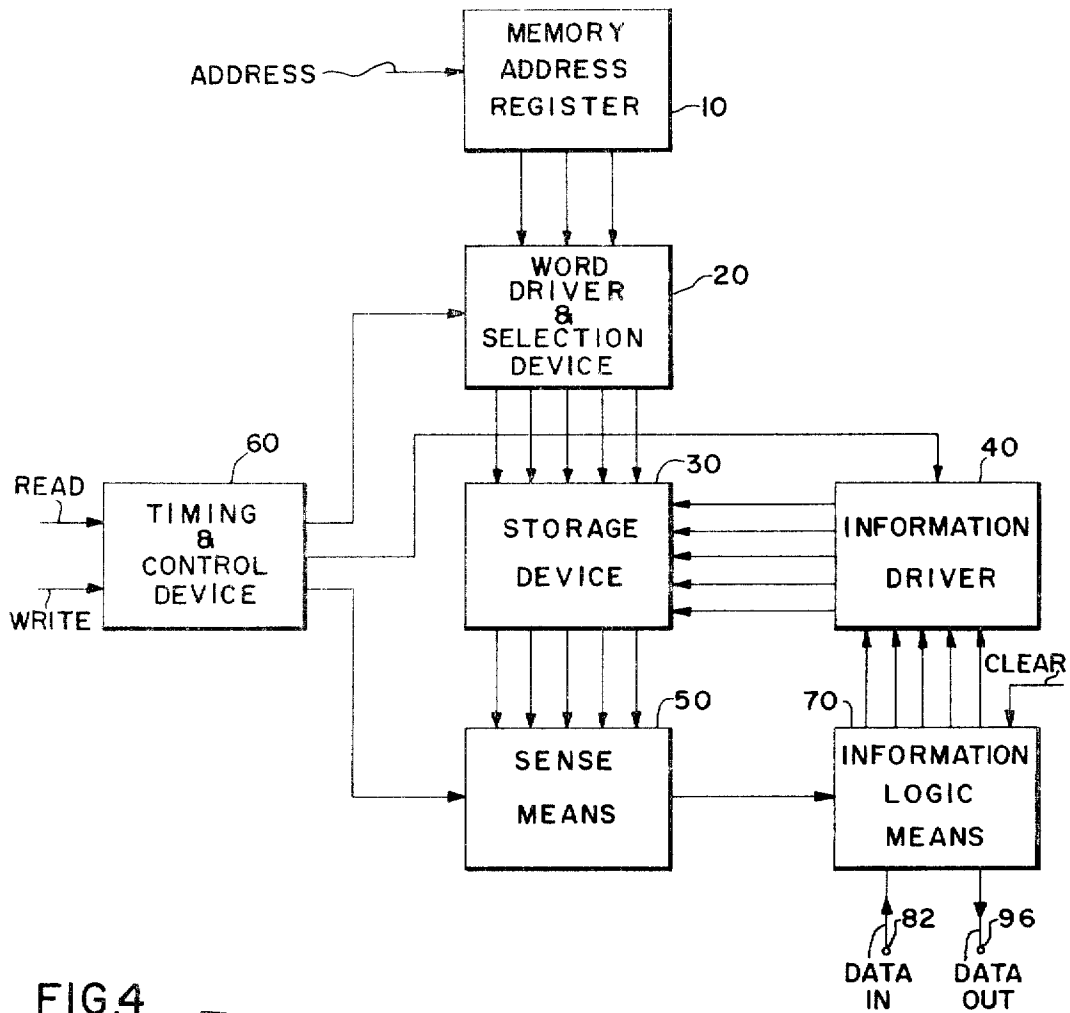 MEMORY
ADDRESS
REGISTER
10
ADDRESS
WORD
DRIVER
&
SELECTION
DEVICE
20
60
READ
WRITE
TIMING
&
CONTROL
DEVICE
30
STORAGE
DEVICE
40
INFORMATION
DRIVER
CLEAR
50
SENSE
MEANS
70
INFORMATION
LOGIC
MEANS
82
96
DATA
IN
DATA
OUT
FIG.4